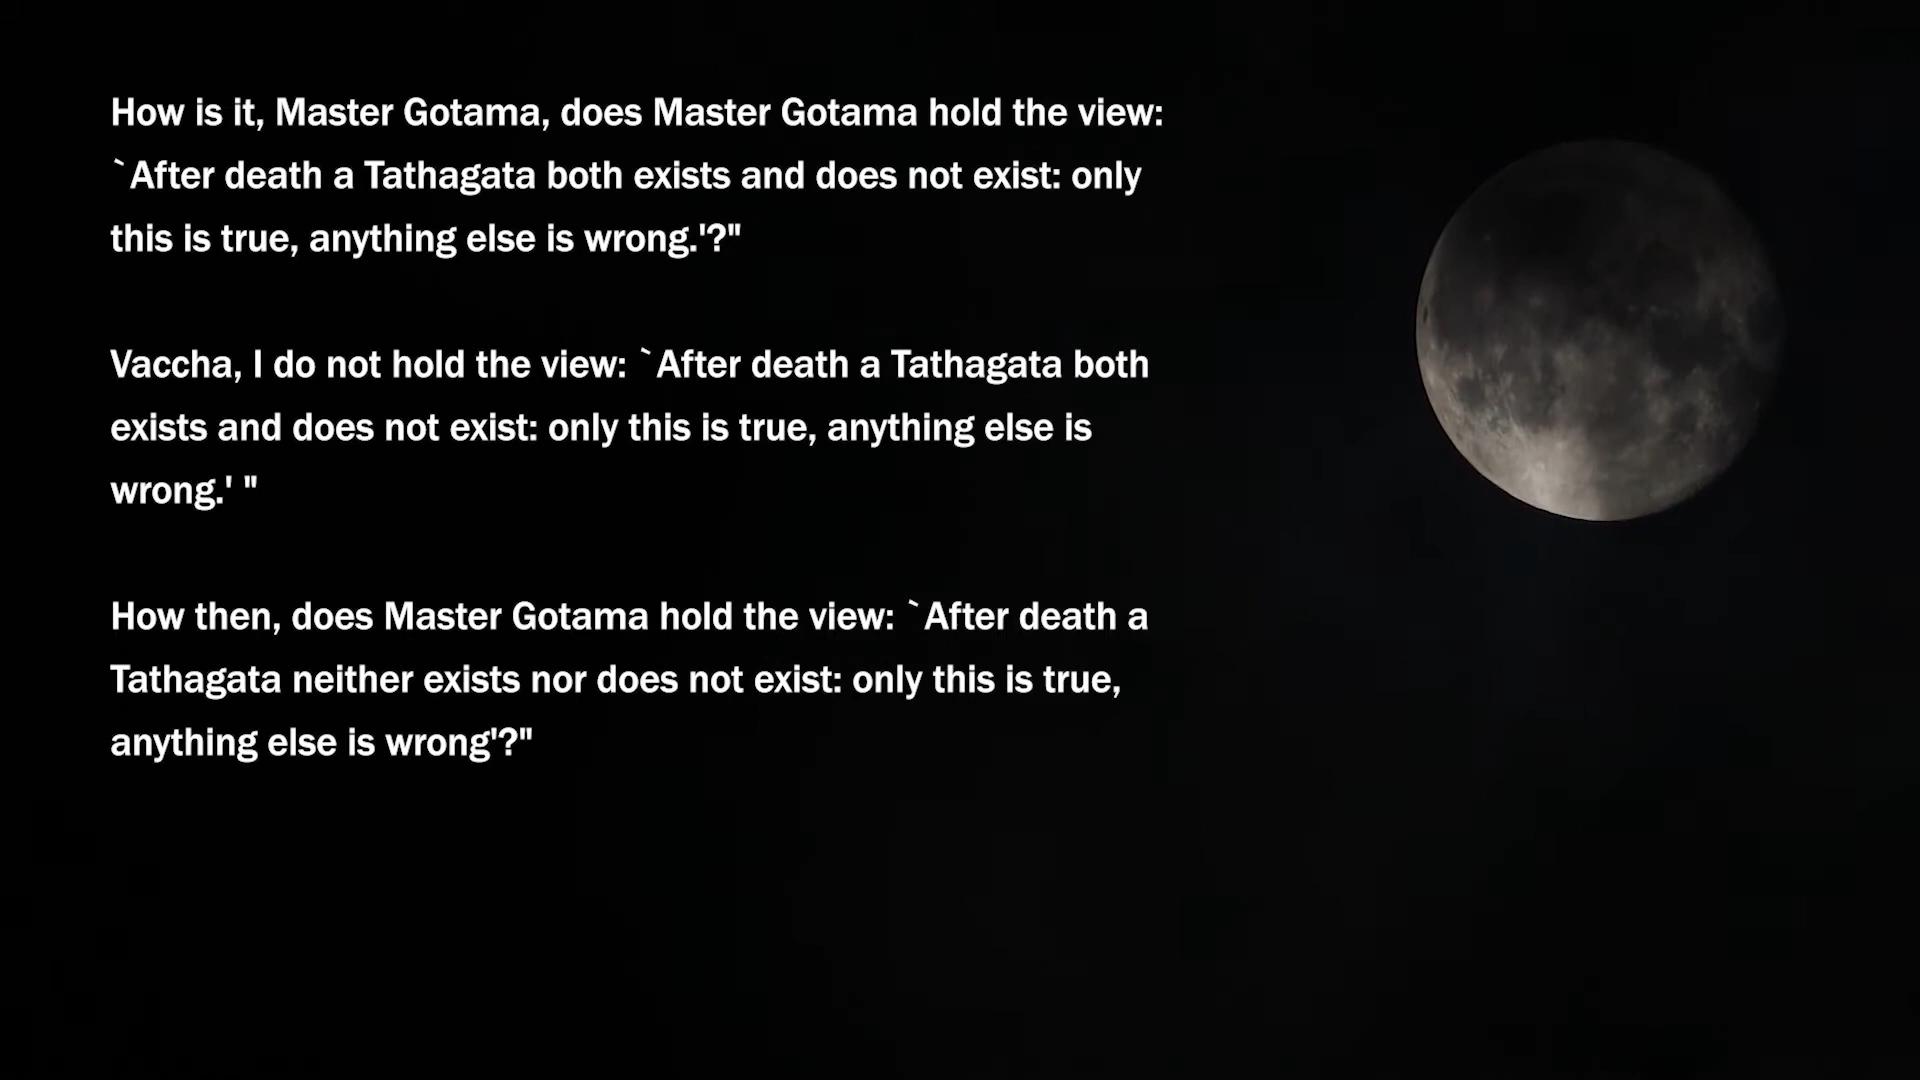 How is it, Master Gotama, does Master Gotama hold the view:
`After death a Tathagata both exists and does not exist: only
this is true, anything else is wrong.'?"
Vaccha, I do not hold the view: `After death a Tathagata both
exists and does not exist: only this is true, anything else is
wrong.' "
How then, does Master Gotama hold the view: `After death a
Tathagata neither exists nor does not exist: only this is true,
anything else is wrong'?"